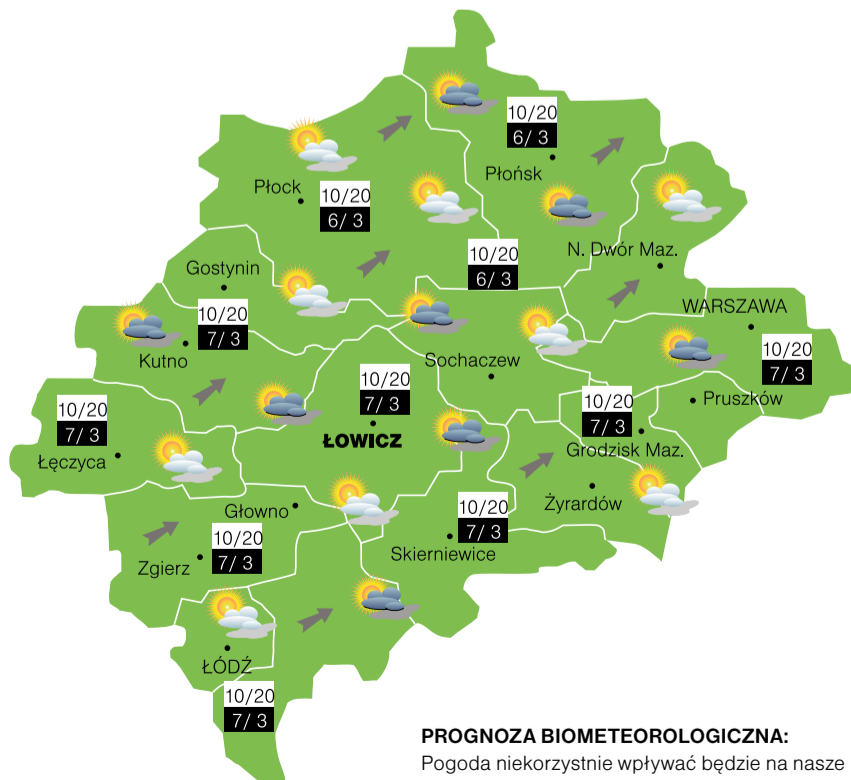 10/20
6/ 3
Płońsk
Płock
10/20
6/ 3
10/20
6/ 3
N. Dwór Maz.
Gostynin
10/20
7/ 3
Kutno
WARSZAWA
10/20
7/ 3
Sochaczew
10/20
7/ 3
ŁOWICZ
Pruszków
10/20
7/ 3
Grodzisk Maz.
10/20
7/ 3
Łęczyca
Żyrardów
Głowno
10/20
7/ 3
Skierniewice
10/20
7/ 3
Zgierz
ŁÓDŹ
10/20
7/ 3
PROGNOZA BIOMETEOROLOGICZNA:
Pogoda niekorzystnie wpływać będzie na nasze